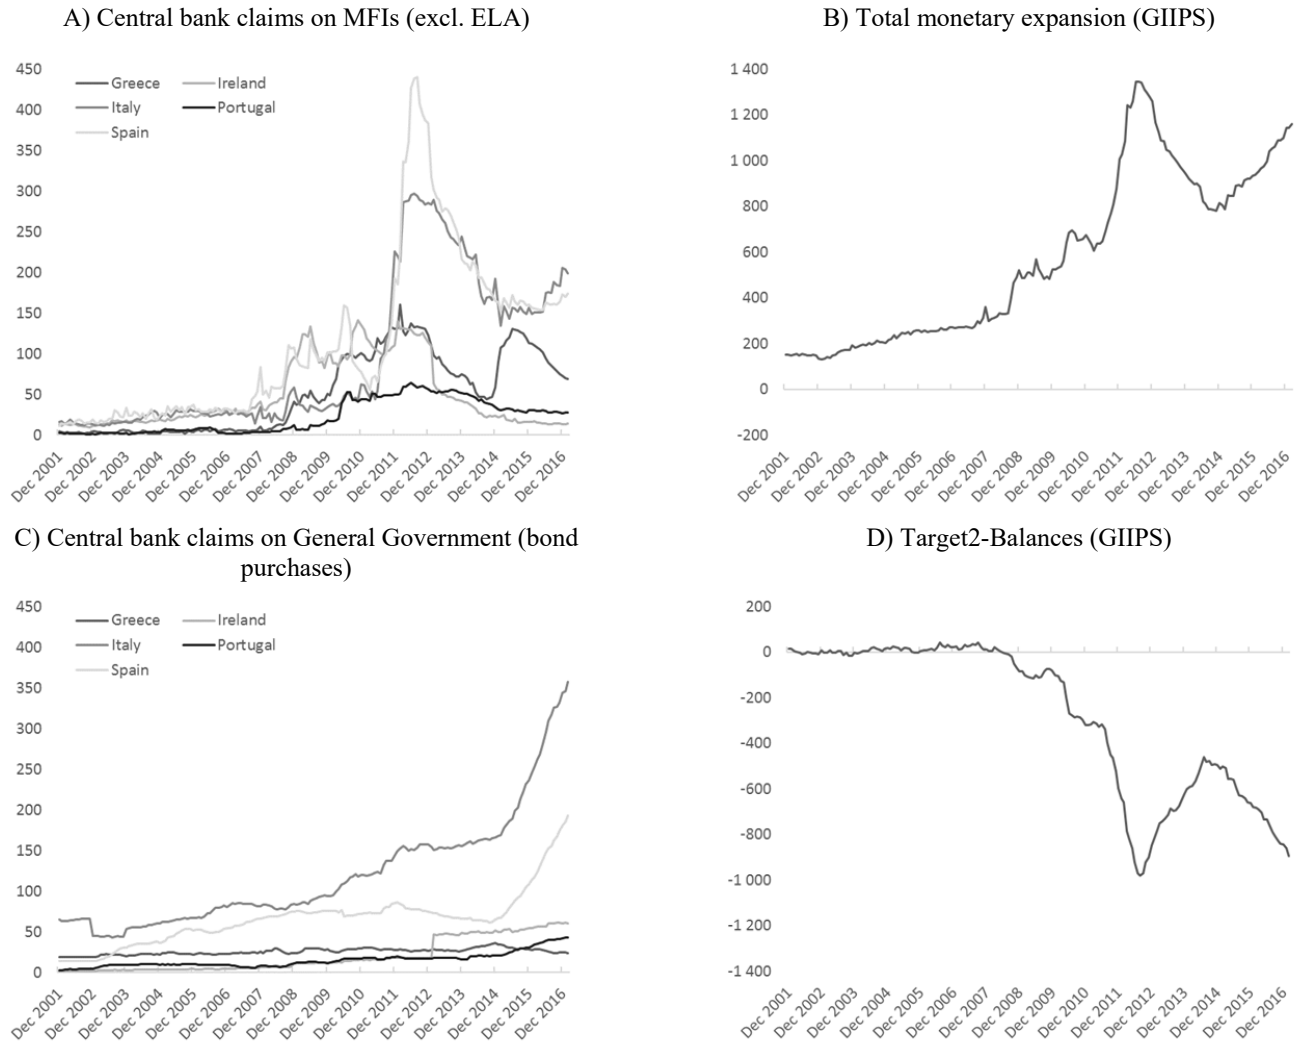 A) Central bank claims on MFIs (excl. ELA)
450
400
350
300
250
200
150
100
50
0
Greece Ireland
Italy Portugal
Spain
Dec 2001 Dec 2002 Dec 2003 Dec 2004 Dec 2005 Dec 2006 Dec 2007 Dec 2008 Dec 2009 Dec 2010 Dec 2011 Dec 2012 Dec 2013 Dec 2014 Dec 2015 Dec 2016
B) Total monetary expansion (GIIPS)
1 400
1 200
1 000
800
600
400
200
0
-200
Dec 2001 Dec 2002 Dec 2003 Dec 2004 Dec 2005 Dec 2006 Dec 2007 Dec 2008 Dec 2009 Dec 2010 Dec 2011 Dec 2012 Dec 2013 Dec 2014 Dec 2015 Dec 2016
C) Central bank claims on General Government (bond
purchases)
450
400
350
300
250
200
150
100
50
0
Greece Ireland
Italy Portugal
Spain
Dec 2001 Dec 2002 Dec 2003 Dec 2004 Dec 2005 Dec 2006 Dec 2007 Dec 2008 Dec 2009 Dec 2010 Dec 2011 Dec 2012 Dec 2013 Dec 2014 Dec 2015 Dec 2016
D) Target2-Balances (GIIPS)
200
0
-200
-400
-600
-800
-1 000
-1 200
-1 400
Dec 2001 Dec 2002 Dec 2003 Dec 2004 Dec 2005 Dec 2006 Dec 2007 Dec 2008 Dec 2009 Dec 2010 Dec 2011 Dec 2012 Dec 2013 Dec 2014 Dec 2015 Dec 2016